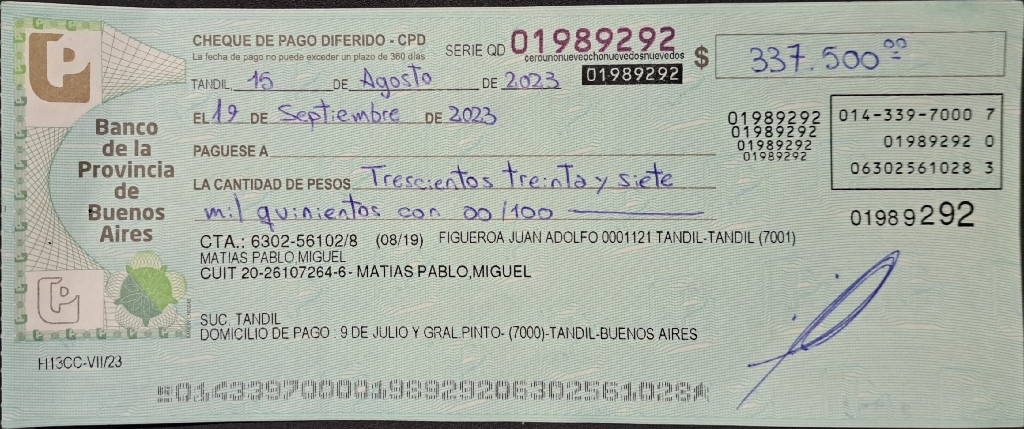 CHEQUE DE PAGO DIFERIDO - CPD
La fecha de pago no puede exceder un plazo de 360 días
SERIE QD 01989292
cerounonueveochonuevedosnuevedos
01989292
$ 337.500 00
TANDIL, 15 DE Agosto DE 2023
EL 19 DE Septiembre DE 2023
PAGUESE A
LA CANTIDAD DE PESOS Trescientos treinta y siete
mil quinientos con 00/100
Banco
de la
Provincia
de
Buenos
Aires
01989292
01989292
01989292
01989292
014-339-7000 7
01989292 0
06302561028 3
01989292
CTA.: 6302-56102/8 (08/19) FIGUEROA JUAN ADOLFO 0001121 TANDIL-TANDIL (7001)
MATIAS PABLO,MIGUEL
CUIT 20-26107264-6- MATIAS PABLO,MIGUEL
SUC. TANDIL
DOMICILIO DE PAGO : 9 DE JULIO Y GRAL.PINTO- (7000)-TANDIL-BUENOS AIRES
H13CC-VII/23
01433970000198929206302561028